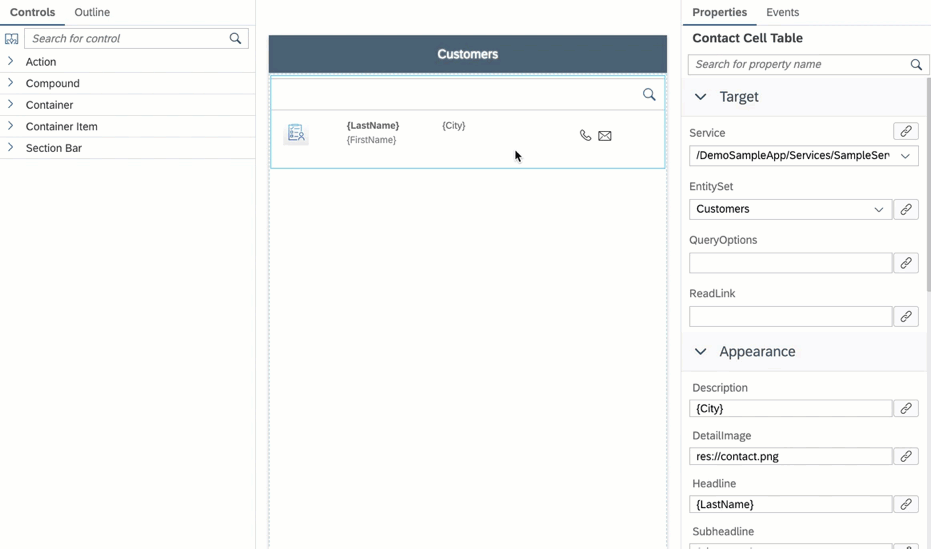 Controls
Outline
Search for control
Action
Compound
Container
Container Item
Section Bar
Customers
{LastName}
{City}
{FirstName}
Properties
Events
Contact Cell Table
Search for property name
Target
Service
/DemoSampleApp/Services/SampleSer
EntitySet
Customers
QueryOptions
ReadLink
Appearance
Description
{City}
DetailImage
res://contact.png
Headline
{LastName}
Subheadline